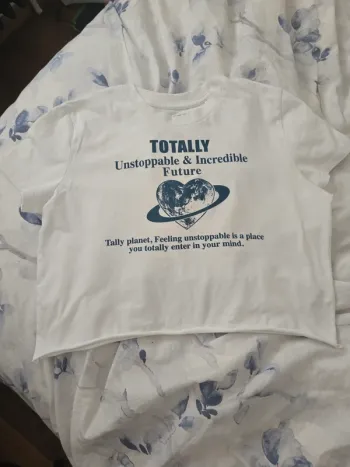 TOTALLY
Unstoppable & Incredible
Future
Tally planet, Feeling unstoppable is a place
you totally enter in your mind.